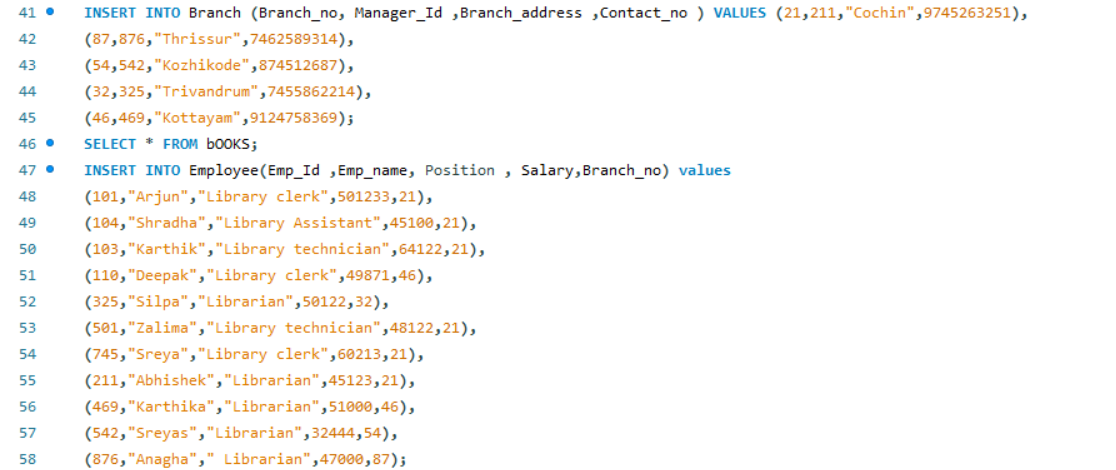 41 INSERT INTO Branch (Branch_no, Manager_Id ,Branch_address ,Contact_no ) VALUES (21,211,"Cochin",9745263251),
42 (87,876,"Thrissur",7462589314),
43 (54,542,"Kozhikode",874512687),
44 (32,325,"Trivandrum",7455862214),
45 (46,469,"Kottayam",9124758369);
46 SELECT * FROM bOOKS;
47 INSERT INTO Employee(Emp_Id ,Emp_name, Position , Salary,Branch_no) values
48 (101,"Arjun","Library clerk",501233,21),
49 (104,"Shradha","Library Assistant",45100,21),
50 (103,"Karthik","Library technician",64122,21),
51 (110,"Deepak","Library clerk",49871,46),
52 (325,"Silpa","Librarian",50122,32),
53 (501,"Zalima","Library technician",48122,21),
54 (745,"Sreya","Library clerk",60213,21),
55 (211,"Abhishek","Librarian",45123,21),
56 (469,"Karthika","Librarian",51000,46),
57 (542,"Sreyas","Librarian",32444,54),
58 (876,"Anagha"," Librarian",47000,87);